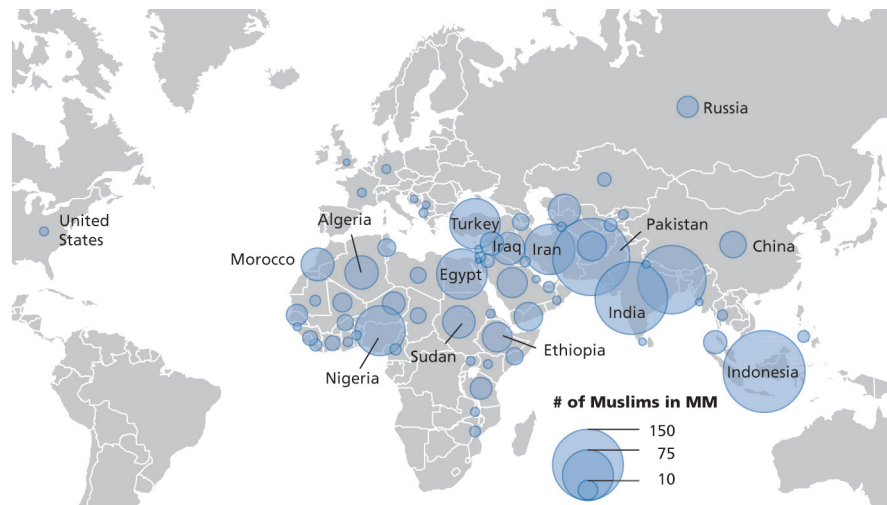 Russia
United
States
Algeria
Turkey
Pakistan
Morocco
Iraq
Iran
China
Egypt
India
Sudan
Ethiopia
Nigeria
Indonesia
# of Muslims in MM
150
75
10